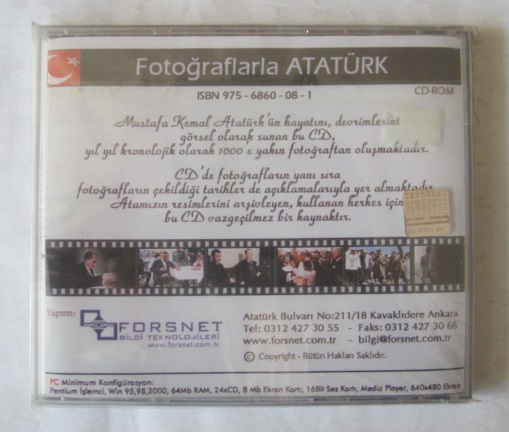 Fotoğraflarla ATATÜRK
ISBN 975 - 6860 - 08 - 1
CD-ROM
Mustafa Kemal Atatürk'ün hayatını, devrimlerini
görsel olarak sunan bu CD,
yıl yıl kronolojik olarak 1000 e yakın fotoğraftan oluşmaktadır.
CD'de fotoğrafların yanı sıra
fotoğrafların çekildiği tarihler de açıklamalarıyla yer almaktadır.
Atamızın resimlerini arşivleyen, kullanan herkes için
bu CD vazgeçilmez bir kaynaktır.
Yapım:
FORSNET
BİLGİ TEKNOLOJİLERİ
www.forsnet.com.tr
Atatürk Bulvarı No:211/18 Kavaklıdere Ankara
Tel: 0312 427 30 55 - Faks: 0312 427 30 66
www.forsnet.com.tr - bilgi@forsnet.com.tr
© Copyright - Bütün Hakları Saklıdır.
PC Minimum Konfigürasyon:
Pentium İşlemci, Win 95,98,2000, 64Mb RAM, 24xCD, 8 Mb Ekran Kartı, 16Bit Ses Kartı, Media Player, 640x480 Ekran